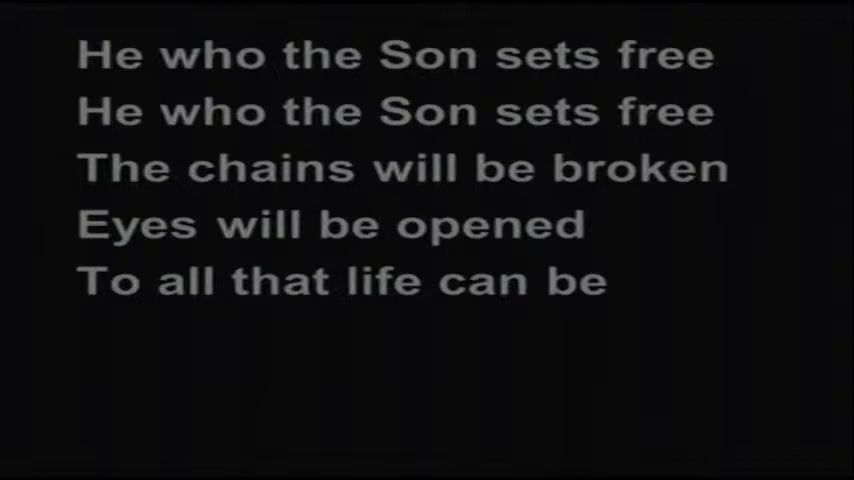 He who the Son sets free
He who the Son sets free
The chains will be broken
Eyes will be opened
To all that life can be